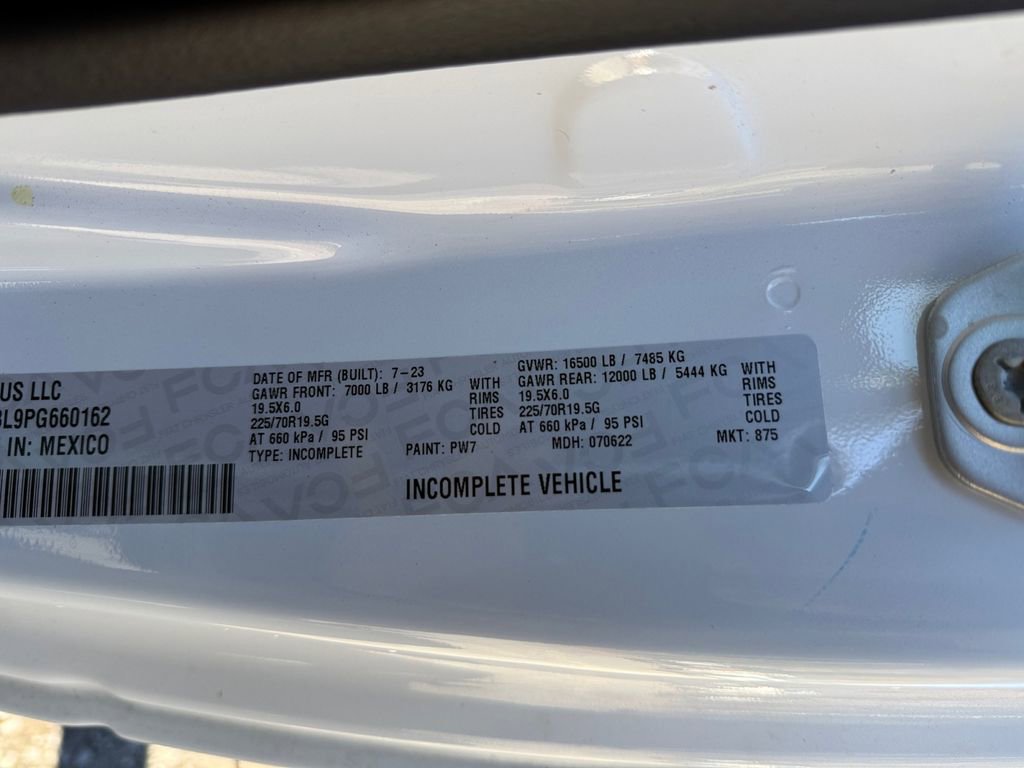 US LLC
L9PG660162
IN: MEXICO
DATE OF MFR (BUILT): 7-23
GAWR FRONT: 7000 LB / 3176 KG WITH
19.5X6.0 RIMS
225/70R19.5G TIRES
AT 660 kPa / 95 PSI COLD
TYPE: INCOMPLETE
PAINT: PW7
GVWR: 16500 LB / 7485 KG
GAWR REAR: 12000 LB / 5444 KG WITH
19.5X6.0 RIMS
225/70R19.5G TIRES
AT 660 kPa / 95 PSI COLD
MDH: 070622
MKT: 875
INCOMPLETE VEHICLE